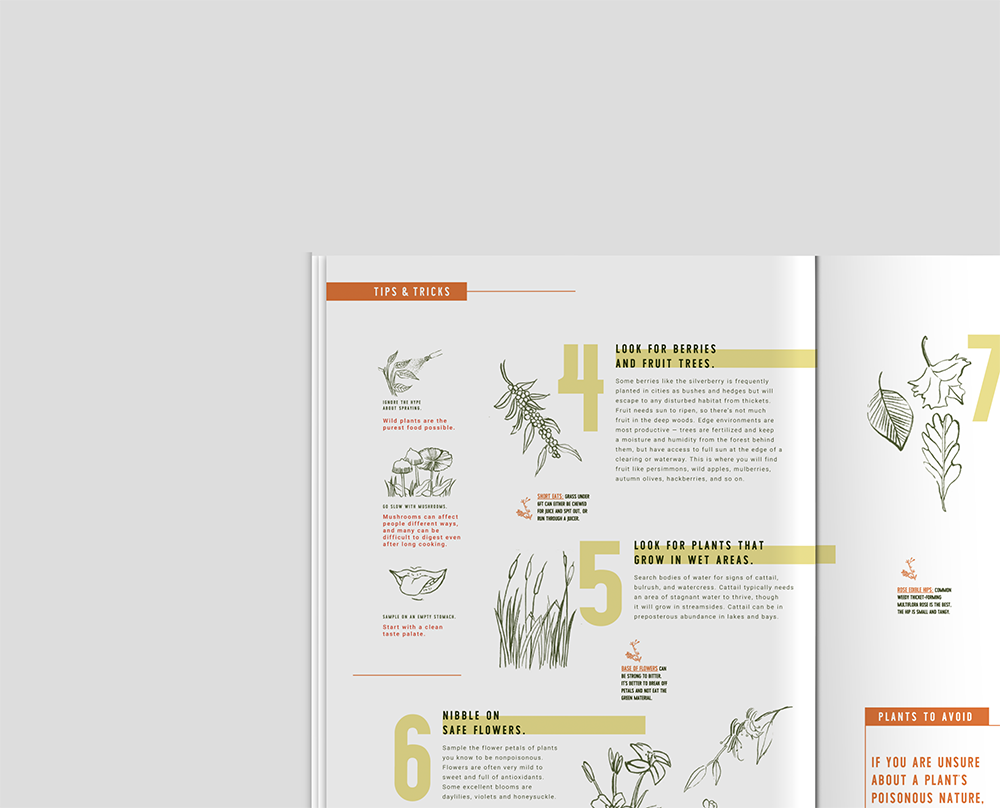 TIPS & TRICKS
IGNORE THE HYPE
ABOUT SPRAYING.
Wild plants are the
purest food possible.
GO SLOW WITH MUSHROOMS.
Mushrooms can affect
people different ways,
and many can be
difficult to digest even
after long cooking.
SAMPLE ON AN EMPTY STOMACH.
Start with a clean
taste palate.
4
LOOK FOR BERRIES
AND FRUIT TREES.
Some berries like the silverberry is frequently
planted in cities as bushes and hedges but will
escape to any disturbed habitat from thickets.
Fruit needs sun to ripen, so there's not much
fruit in the deep woods. Edge environments are
most productive — trees are fertilized and keep
a moisture and humidity from the forest behind
them, but have access to full sun at the edge of a
clearing or waterway. This is where you will find
fruit like persimmons, wild apples, mulberries,
autumn olives, hackberries, and so on.
SHORT EATS: GRASS UNDER
6FT CAN EITHER BE CHEWED
FOR JUICE AND SPIT OUT, OR
RUN THROUGH A JUICER.
5
LOOK FOR PLANTS THAT
GROW IN WET AREAS.
Search bodies of water for signs of cattail,
bulrush, and watercress. Cattail typically needs
an area of stagnant water to thrive, though
it will grow in streamsides. Cattail can be in
preposterous abundance in lakes and bays.
BASE OF FLOWERS CAN
BE STRONG TO BITTER.
IT'S BETTER TO BREAK OFF
PETALS AND NOT EAT THE
GREEN MATERIAL.
6
NIBBLE ON
SAFE FLOWERS.
Sample the flower petals of plants
you know to be nonpoisonous.
Flowers are often very mild to
sweet and full of antioxidants.
Some excellent blooms are
daylilies, violets and honeysuckle.
7
ROSE EDIBLE HIPS: COMMON
WEEDY THICKET-FORMING
MULTIFLORA ROSE IS THE BEST.
THE HIP IS SMALL AND TANGY.
PLANTS TO AVOID
IF YOU ARE UNSURE
ABOUT A PLANT'S
POISONOUS NATURE,